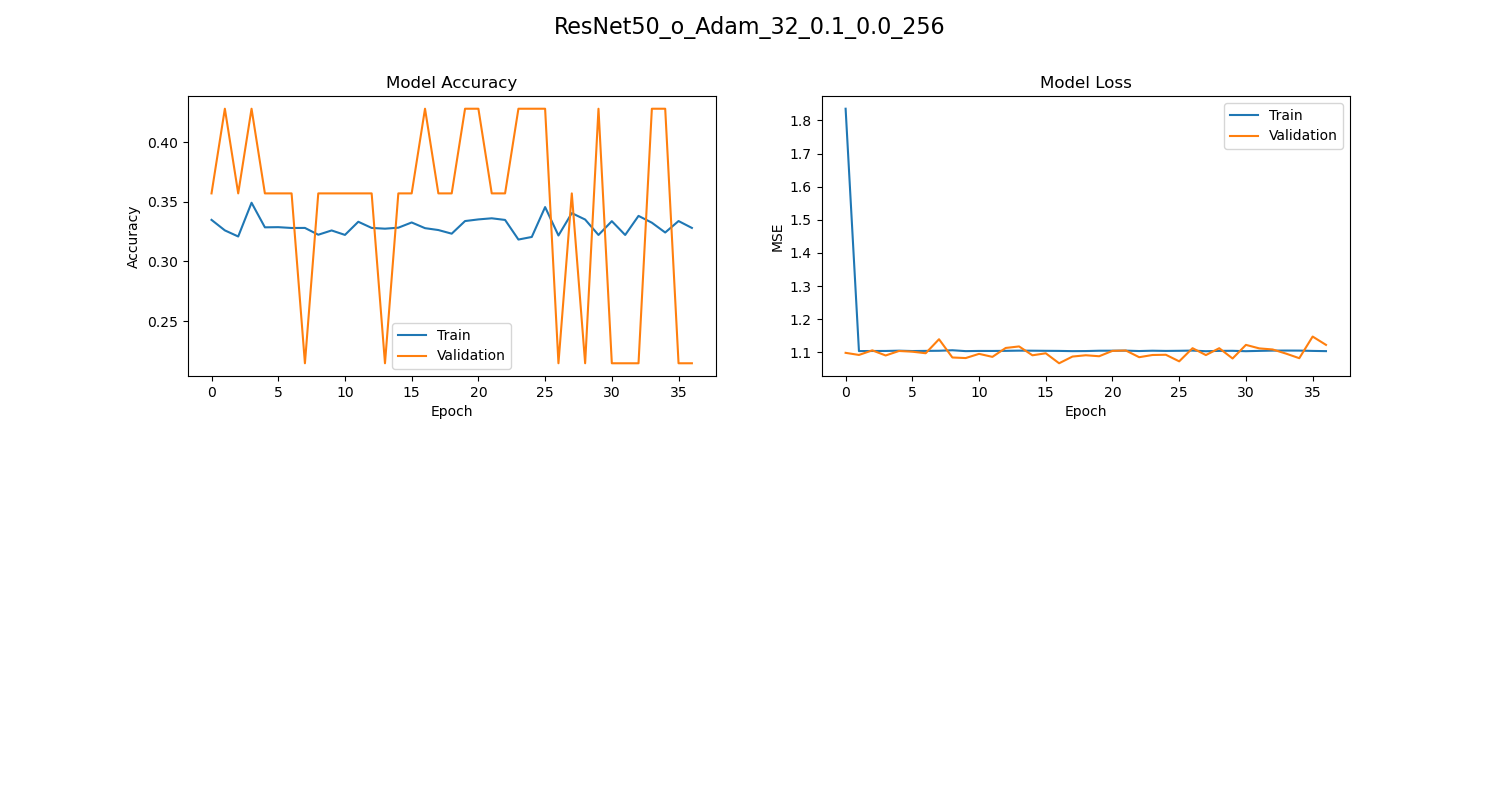 ResNet50_o_Adam_32_0.1_0.0_256
Model Accuracy
Accuracy
0.40
0.35
0.30
0.25
Train
Validation
0 5 10 15 20 25 30 35
Epoch
Model Loss
MSE
1.8
1.7
1.6
1.5
1.4
1.3
1.2
1.1
Train
Validation
0 5 10 15 20 25 30 35
Epoch